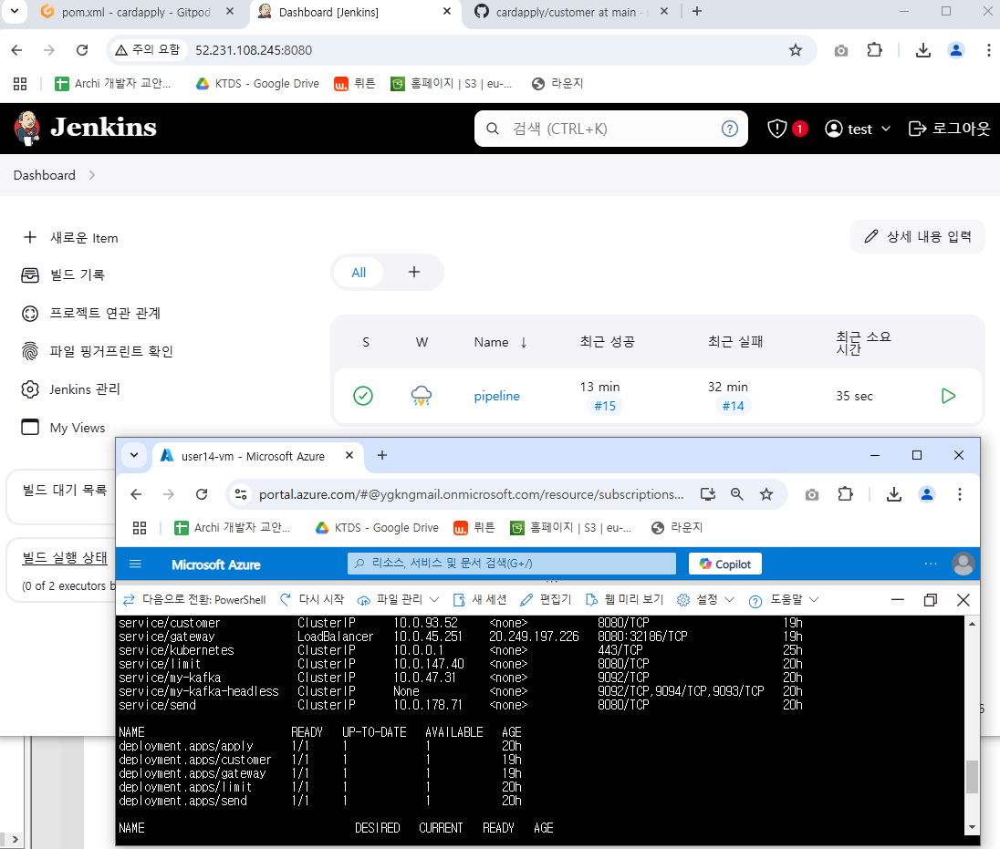 pom.xml - cardapply - Gitpod
Dashboard [Jenkins]
cardapply/customer at main
주의 요함
52.231.108.245:8080
Archi 개발자 교안...
KTDS - Google Drive
뤼튼
홈페이지 | S3 | eu-...
라운지
Jenkins
검색 (CTRL+K)
1
test
로그아웃
Dashboard
새로운 Item
상세 내용 입력
빌드 기록
All
프로젝트 연관 관계
파일 핑거프린트 확인
S W Name ↓ 최근 성공 최근 실패 최근 소요 시간
Jenkins 관리
pipeline 13 min #15 32 min #14 35 sec
My Views
빌드 대기 목록
빌드 실행 상태
(0 of 2 executors b
user14-vm - Microsoft Azure
portal.azure.com/#@ygkngmail.onmicrosoft.com/resource/subscriptions...
Archi 개발자 교안...
KTDS - Google Drive
뤼튼
홈페이지 | S3 | eu-...
라운지
Microsoft Azure
리소스, 서비스 및 문서 검색(G+/)
Copilot
다음으로 전환: PowerShell 다시 시작 파일 관리 새 세션 편집기 웹 미리 보기 설정 도움말
service/customer ClusterIP 10.0.93.52 <none> 8080/TCP 19h
service/gateway LoadBalancer 10.0.45.251 20.249.197.226 8080:32186/TCP 19h
service/kubernetes ClusterIP 10.0.0.1 <none> 443/TCP 25h
service/limit ClusterIP 10.0.147.40 <none> 8080/TCP 20h
service/my-kafka ClusterIP 10.0.47.31 <none> 9092/TCP 20h
service/my-kafka-headless ClusterIP None <none> 9092/TCP,9094/TCP,9093/TCP 20h
service/send ClusterIP 10.0.178.71 <none> 8080/TCP 20h
NAME READY UP-TO-DATE AVAILABLE AGE
deployment.apps/apply 1/1 1 1 20h
deployment.apps/customer 1/1 1 1 19h
deployment.apps/gateway 1/1 1 1 19h
deployment.apps/limit 1/1 1 1 20h
deployment.apps/send 1/1 1 1 20h
NAME DESIRED CURRENT READY AGE